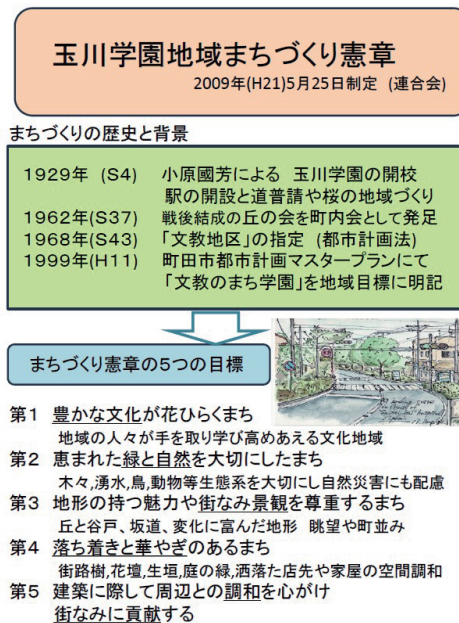 玉川学園地域まちづくり憲章
2009年(H21)5月25日制定 (連合会)
まちづくりの歴史と背景
1929年 (S4) 小原國芳による 玉川学園の開校
駅の開設と道普請や桜の地域づくり
1962年(S37) 戦後結成の丘の会を町内会として発足
1968年(S43) 「文教地区」の指定 (都市計画法)
1999年(H11) 町田市都市計画マスタープランにて
「文教のまち学園」を地域目標に明記
まちづくり憲章の5つの目標
第1 豊かな文化が花ひらくまち
地域の人々が手を取り学び高めあえる文化地域
第2 恵まれた緑と自然を大切にしたまち
木々,湧水,鳥,動物等生態系を大切にし自然災害にも配慮
第3 地形の持つ魅力や街なみ景観を尊重するまち
丘と谷戸、坂道、変化に富んだ地形 眺望や町並み
第4 落ち着きと華やぎのあるまち
街路樹,花壇,生垣,庭の緑,洒落た店先や家屋の空間調和
第5 建築に際して周辺との調和を心がけ
街なみに貢献する